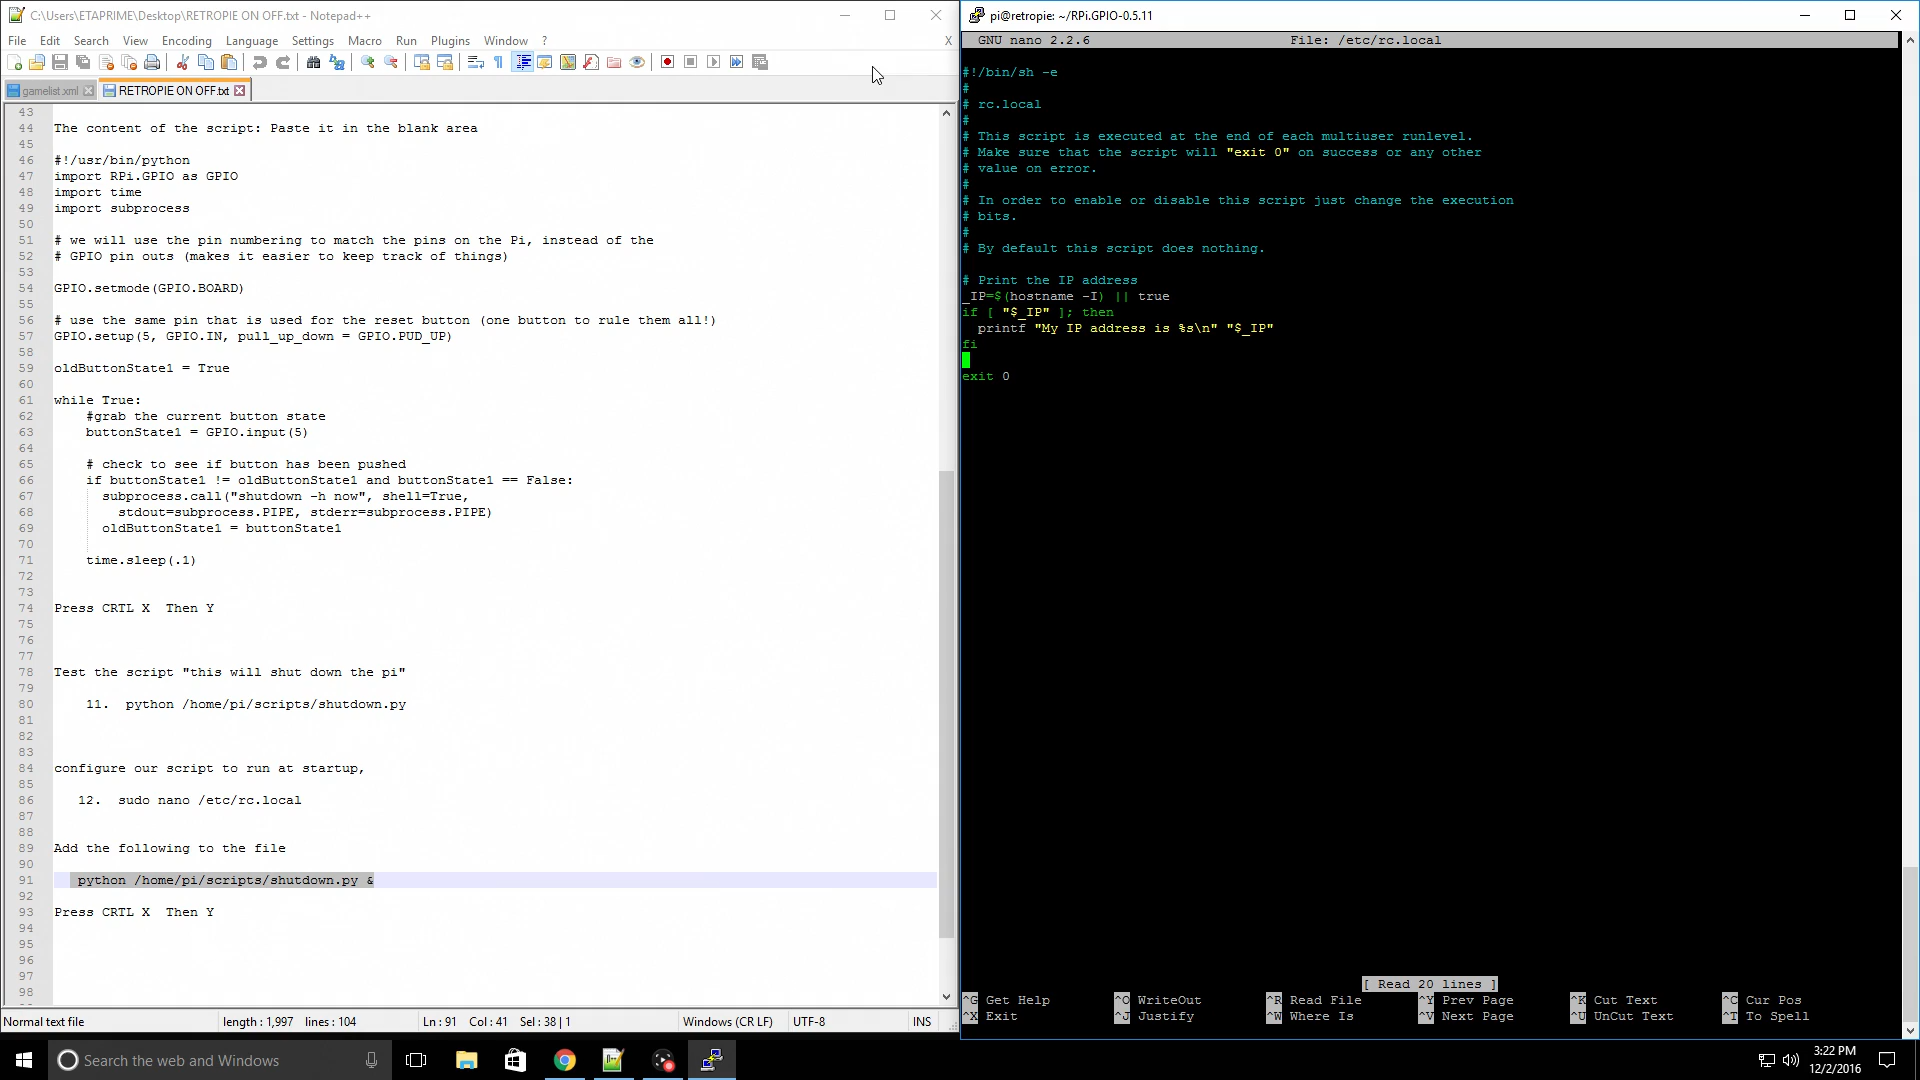 C:\Users\ETAPRIME\Desktop\RETROPIE ON OFF.txt - Notepad++
File Edit Search View Encoding Language Settings Macro Run Plugins Window ? X
gamelist.xml RETROPIE ON OFF.txt
43
44 The content of the script: Paste it in the blank area
45
46 #!/usr/bin/python
47 import RPi.GPIO as GPIO
48 import time
49 import subprocess
50
51 # we will use the pin numbering to match the pins on the Pi, instead of the
52 # GPIO pin outs (makes it easier to keep track of things)
53
54 GPIO.setmode(GPIO.BOARD)
55
56 # use the same pin that is used for the reset button (one button to rule them all!)
57 GPIO.setup(5, GPIO.IN, pull_up_down = GPIO.PUD_UP)
58
59 oldButtonState1 = True
60
61 while True:
62 #grab the current button state
63 buttonState1 = GPIO.input(5)
64
65 # check to see if button has been pushed
66 if buttonState1 != oldButtonState1 and buttonState1 == False:
67 subprocess.call("shutdown -h now", shell=True,
68 stdout=subprocess.PIPE, stderr=subprocess.PIPE)
69 oldButtonState1 = buttonState1
70
71 time.sleep(.1)
72
73
74 Press CRTL X  Then Y
75
76
77
78 Test the script "this will shut down the pi"
79
80 11. python /home/pi/scripts/shutdown.py
81
82
83
84 configure our script to run at startup,
85
86 12. sudo nano /etc/rc.local
87
88
89 Add the following to the file
90
91 python /home/pi/scripts/shutdown.py &
92
93 Press CRTL X  Then Y
94
95
96
97
98
Normal text file length : 1,997 lines : 104 Ln : 91 Col : 41 Sel : 38 | 1 Windows (CR LF) UTF-8 INS
pi@retropie: ~/RPi.GPIO-0.5.11
GNU nano 2.2.6 File: /etc/rc.local
#!/bin/sh -e
#
# rc.local
#
# This script is executed at the end of each multiuser runlevel.
# Make sure that the script will "exit 0" on success or any other
# value on error.
#
# In order to enable or disable this script just change the execution
# bits.
#
# By default this script does nothing.
# Print the IP address
_IP=$(hostname -I) || true
if [ "$_IP" ]; then
printf "My IP address is %s\n" "$_IP"
fi
exit 0
[ Read 20 lines ]
^G Get Help ^O WriteOut ^R Read File ^Y Prev Page ^K Cut Text ^C Cur Pos
^X Exit ^J Justify ^W Where Is ^V Next Page ^U UnCut Text ^T To Spell
Search the web and Windows
3:22 PM
12/2/2016